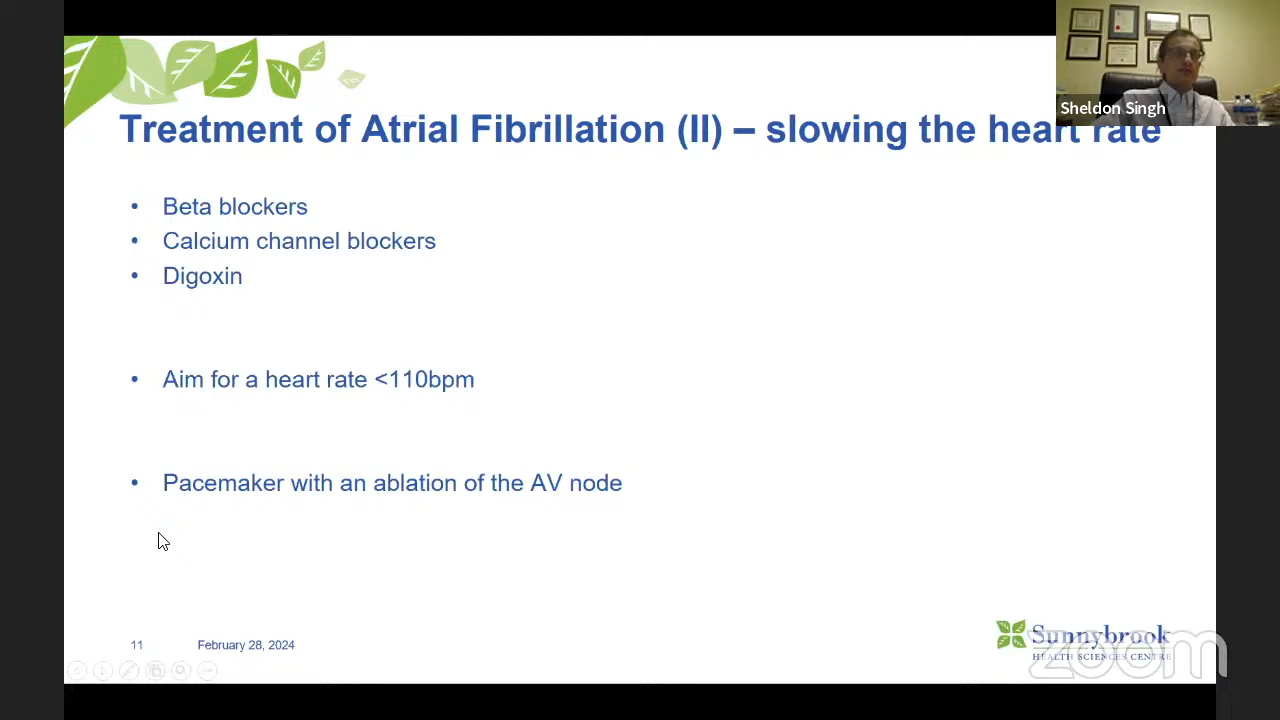 Sheldon Singh
Treatment of Atrial Fibrillation (II) – slowing the heart rate
• Beta blockers
• Calcium channel blockers
• Digoxin
• Aim for a heart rate <110bpm
• Pacemaker with an ablation of the AV node
11 February 28, 2024
Sunnybrook
HEALTH SCIENCES CENTRE
zoom